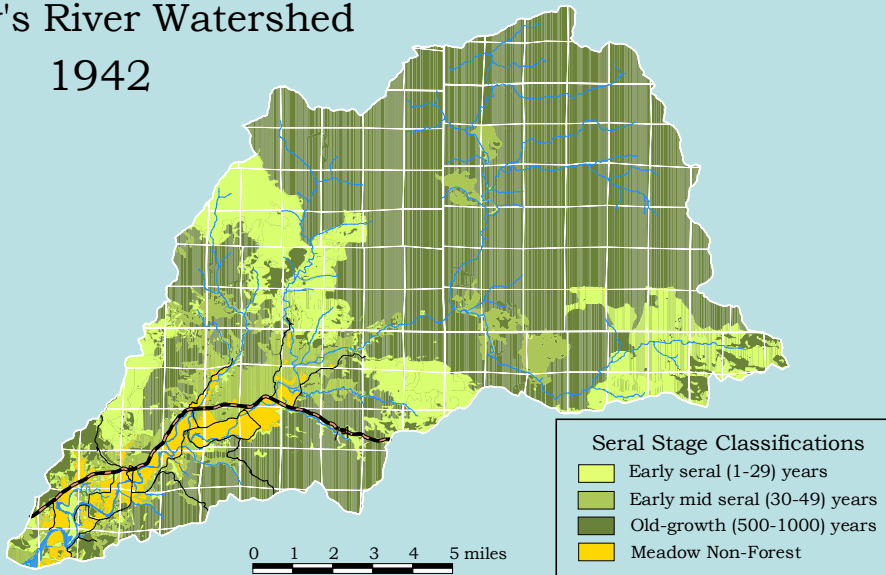 's River Watershed
1942
Seral Stage Classifications
Early seral (1-29) years
Early mid seral (30-49) years
Old-growth (500-1000) years
Meadow Non-Forest
0 1 2 3 4 5 miles